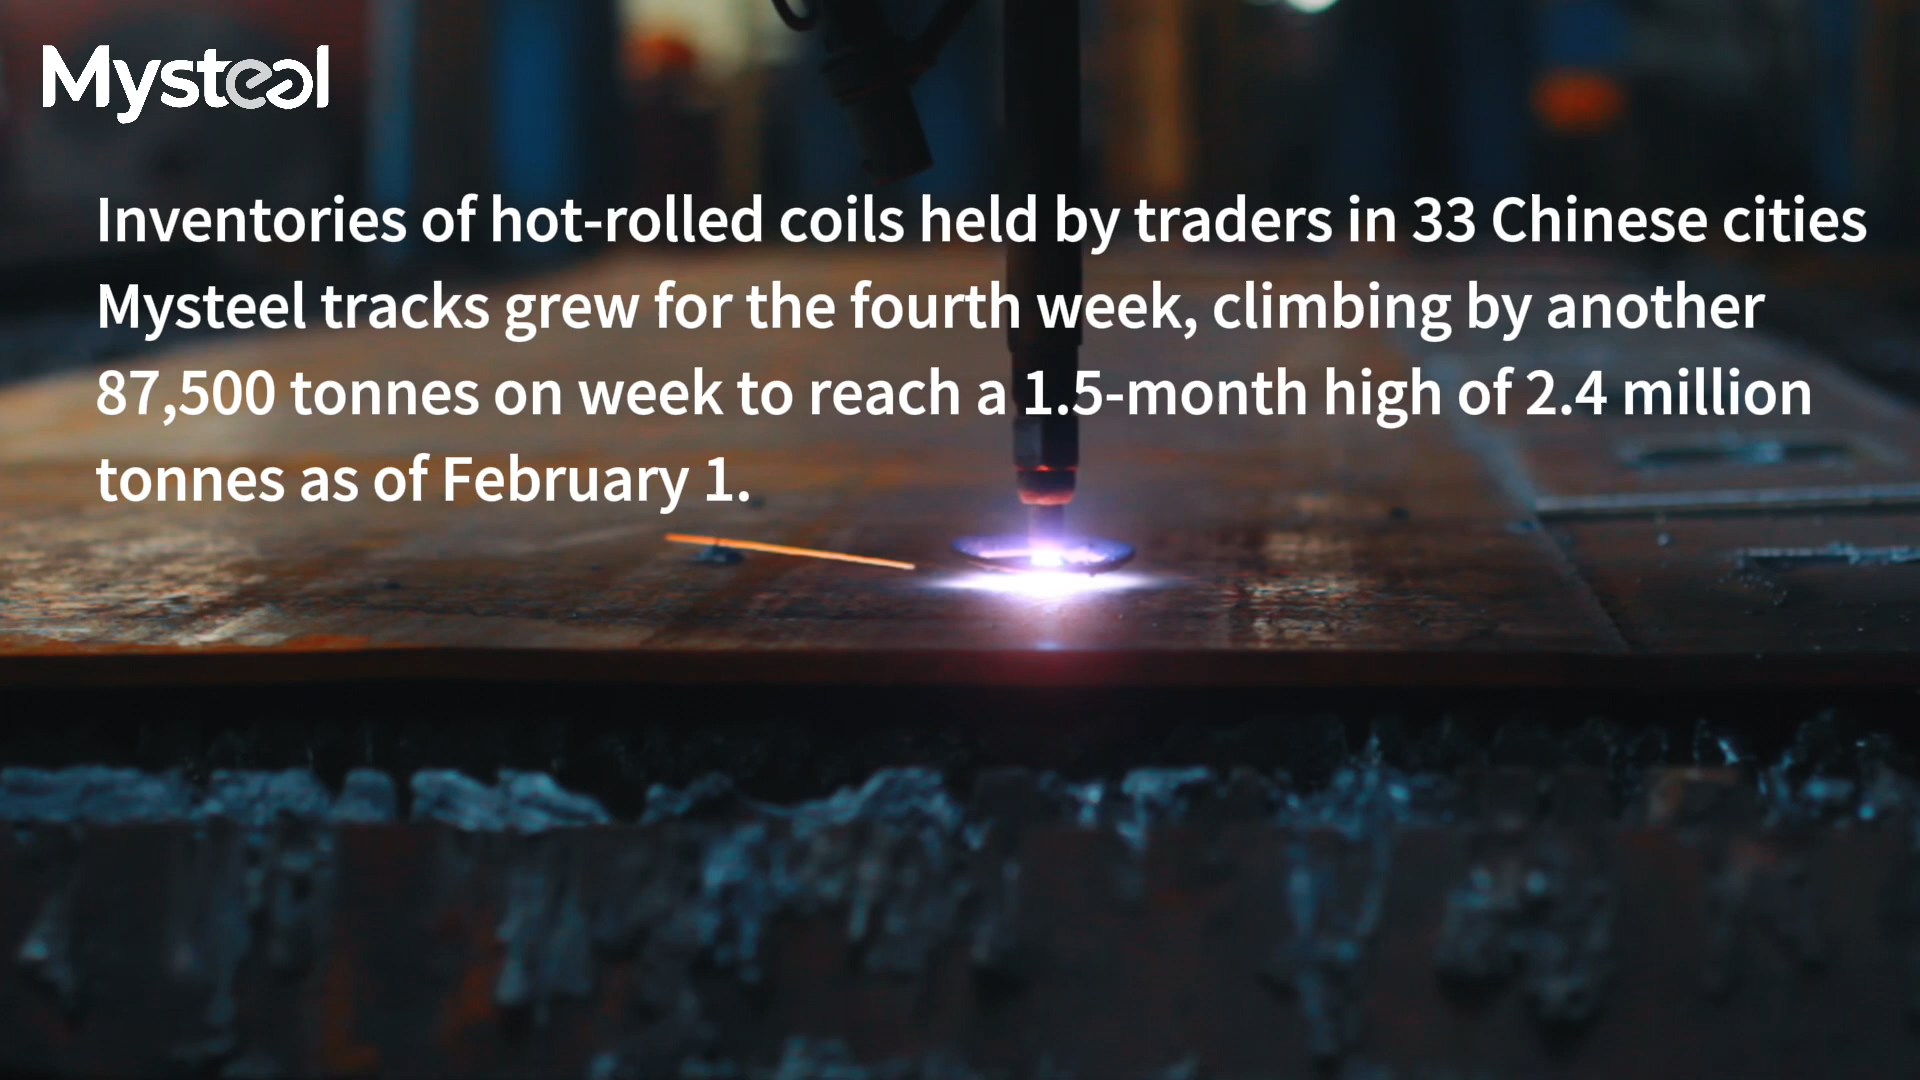 Mysteel
Inventories of hot-rolled coils held by traders in 33 Chinese cities
Mysteel tracks grew for the fourth week, climbing by another
87,500 tonnes on week to reach a 1.5-month high of 2.4 million
tonnes as of February 1.